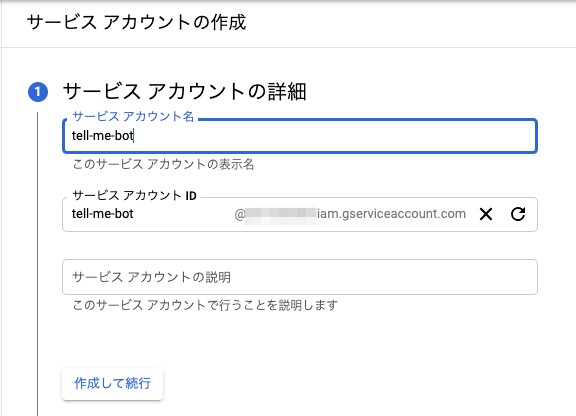 サービス アカウントの作成
1 サービス アカウントの詳細
サービス アカウント名
tell-me-bot
このサービス アカウントの表示名
サービス アカウント ID
tell-me-bot @ iam.gserviceaccount.com
サービス アカウントの説明
このサービス アカウントで行うことを説明します
作成して続行